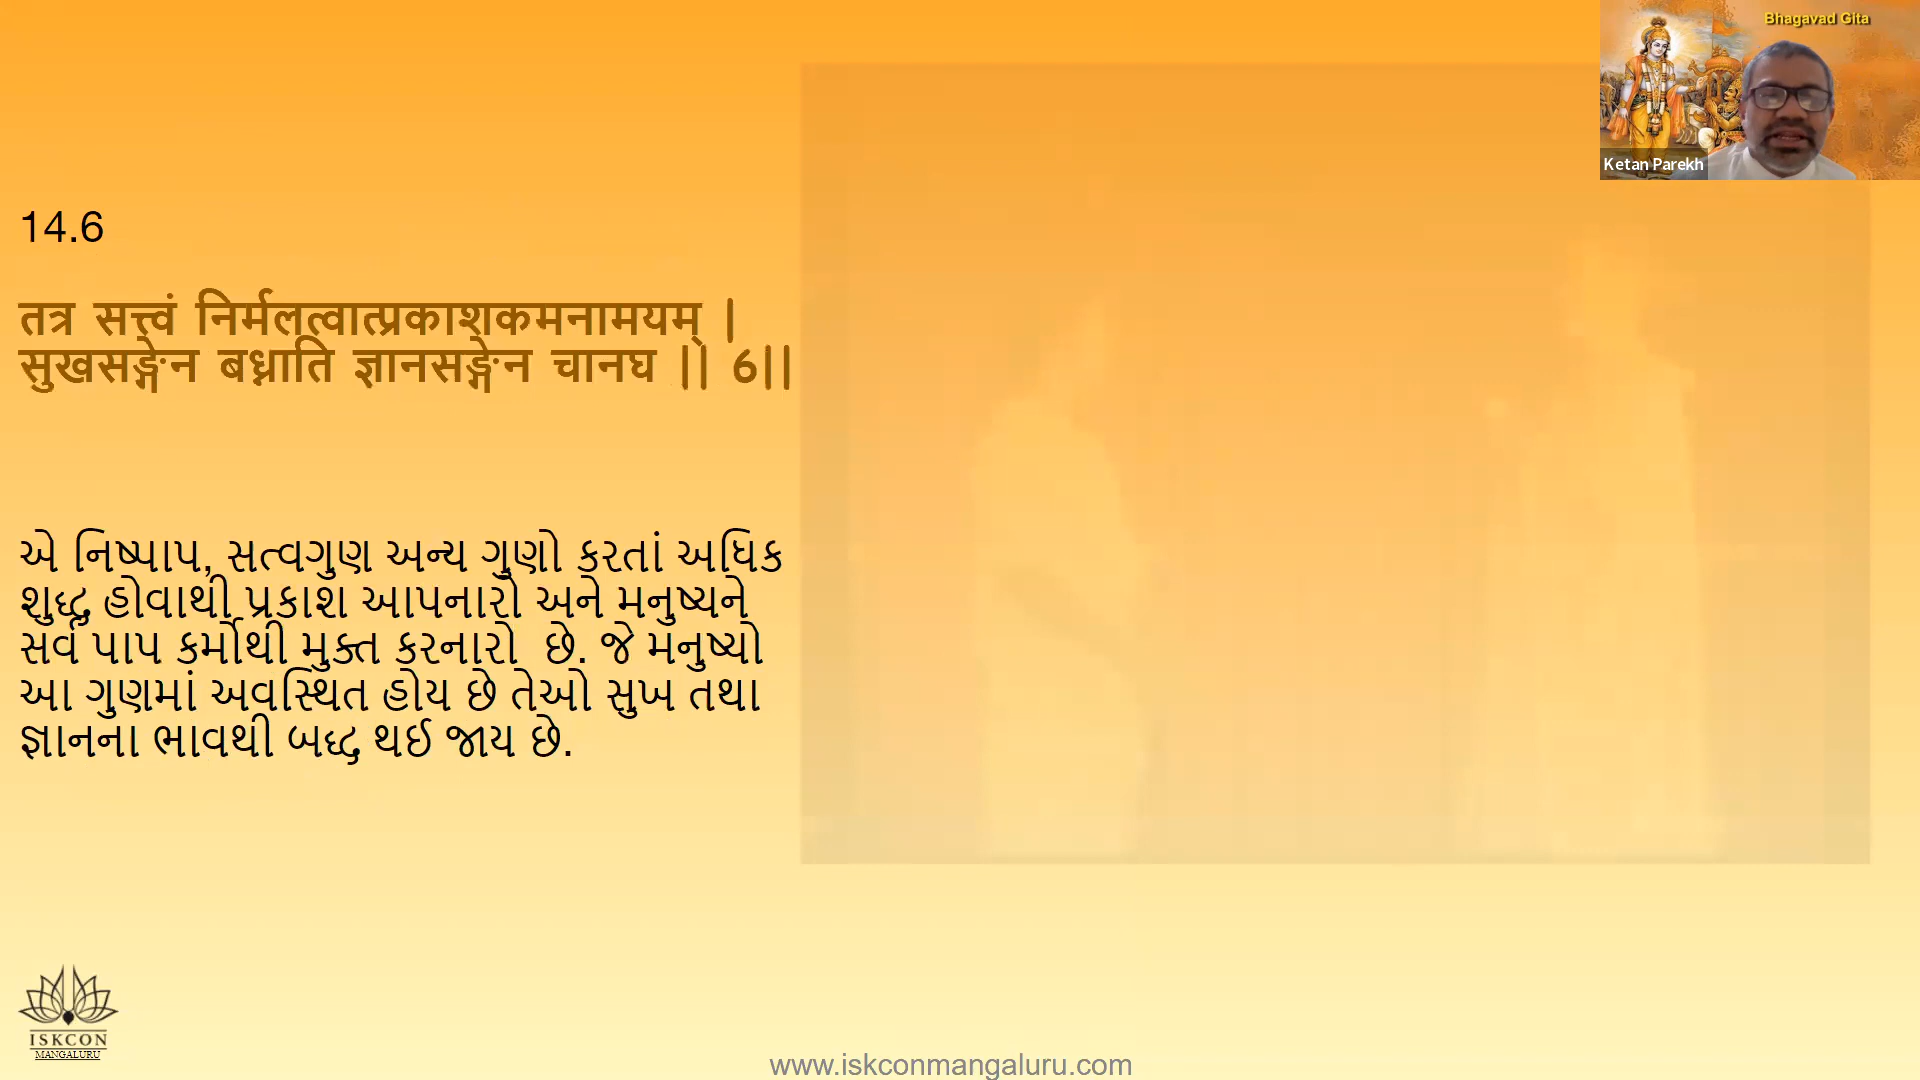 Bhagavad Gita
Ketan Parekh
14.6
तत्र सत्त्वं निर्मलत्वात्प्रकाशकमनामयम् |
सुखसङ्गेन बध्नाति ज्ञानसङ्गेन चानघ || 6||
એ નિષ્પાપ, સત્વગુણ અન્ય ગુણો કરતાં અધિક
શુદ્ધ હોવાથી પ્રકાશ આપનારો અને મનુષ્યને
સર્વ પાપ કર્મોથી મુક્ત કરનારો છે. જે મનુષ્યો
આ ગુણમાં અવસ્થિત હોય છે તેઓ સુખ તથા
જ્ઞાનના ભાવથી બદ્ધ થઈ જાય છે.
ISKCON
MANGALURU
www.iskconmangaluru.com